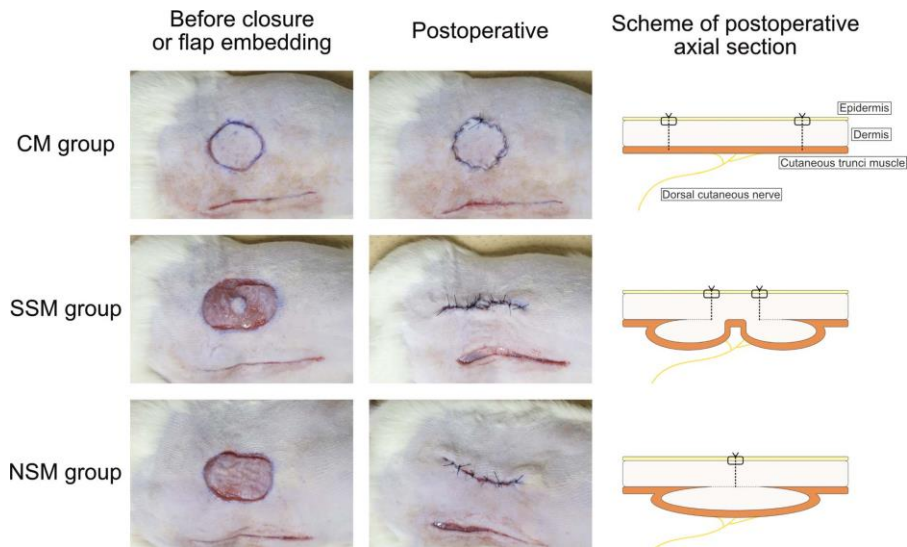 Before closure
or flap embedding
Postoperative
Scheme of postoperative
axial section
CM group
Epidermis
Dermis
Cutaneous trunci muscle
Dorsal cutaneous nerve
SSM group
NSM group